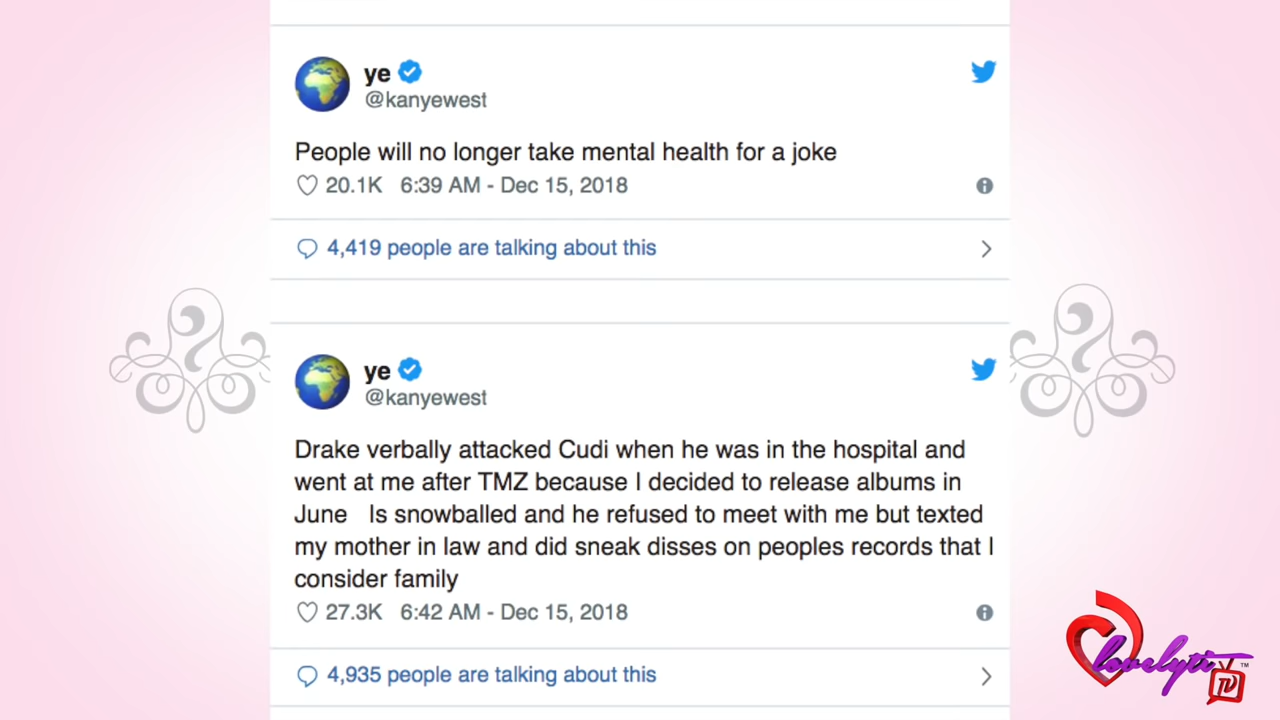 ye
@kanyewest
People will no longer take mental health for a joke
20.1K 6:39 AM - Dec 15, 2018
4,419 people are talking about this
ye
@kanyewest
Drake verbally attacked Cudi when he was in the hospital and
went at me after TMZ because I decided to release albums in
June Is snowballed and he refused to meet with me but texted
my mother in law and did sneak disses on peoples records that I
consider family
27.3K 6:42 AM - Dec 15, 2018
4,935 people are talking about this
lovelyti TM
TV